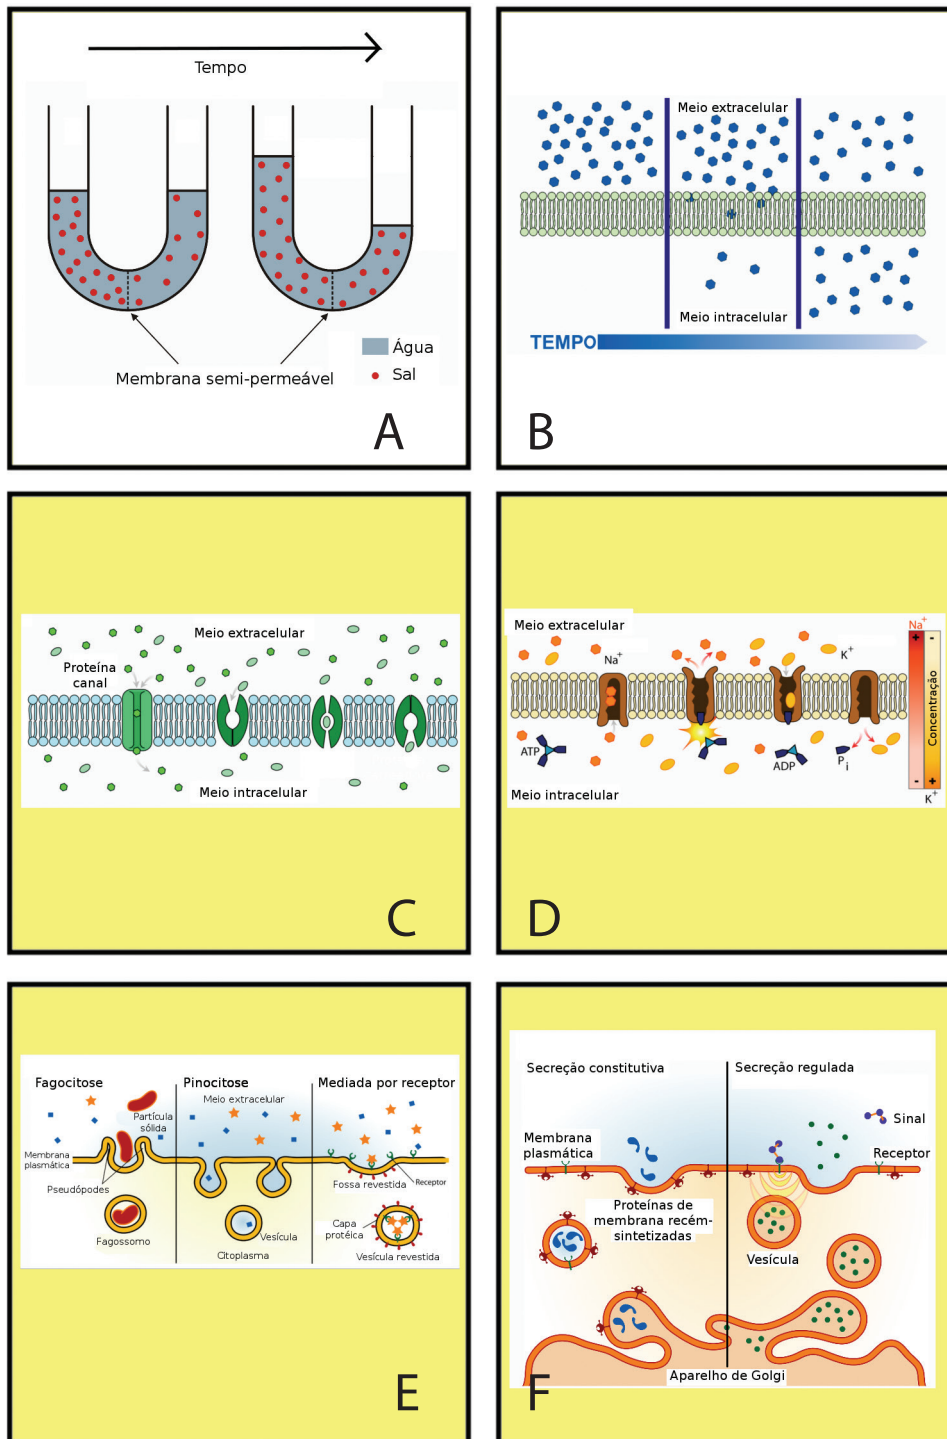 Tempo
Água
Sal
Membrana semi-permeável
A
Meio extracelular
Meio intracelular
TEMPO
B
Meio extracelular
Proteína
canal
Meio intracelular
C
Meio extracelular
Na+
K+
Na+
+
-
Concentração
ATP
ADP
Pi
-
+
Meio intracelular
K+
D
Fagocitose
Pinocitose
Mediada por receptor
Meio extracelular
Partícula
sólida
Membrana
plasmática
Pseudópodes
Fossa revestida
Receptor
Capa
protéica
Vesícula
Fagossomo
Citoplasma
Vesícula revestida
E
Secreção constitutiva
Secreção regulada
Sinal
Membrana
plasmática
Receptor
Proteínas de
membrana recém-
sintetizadas
Vesícula
Aparelho de Golgi
F